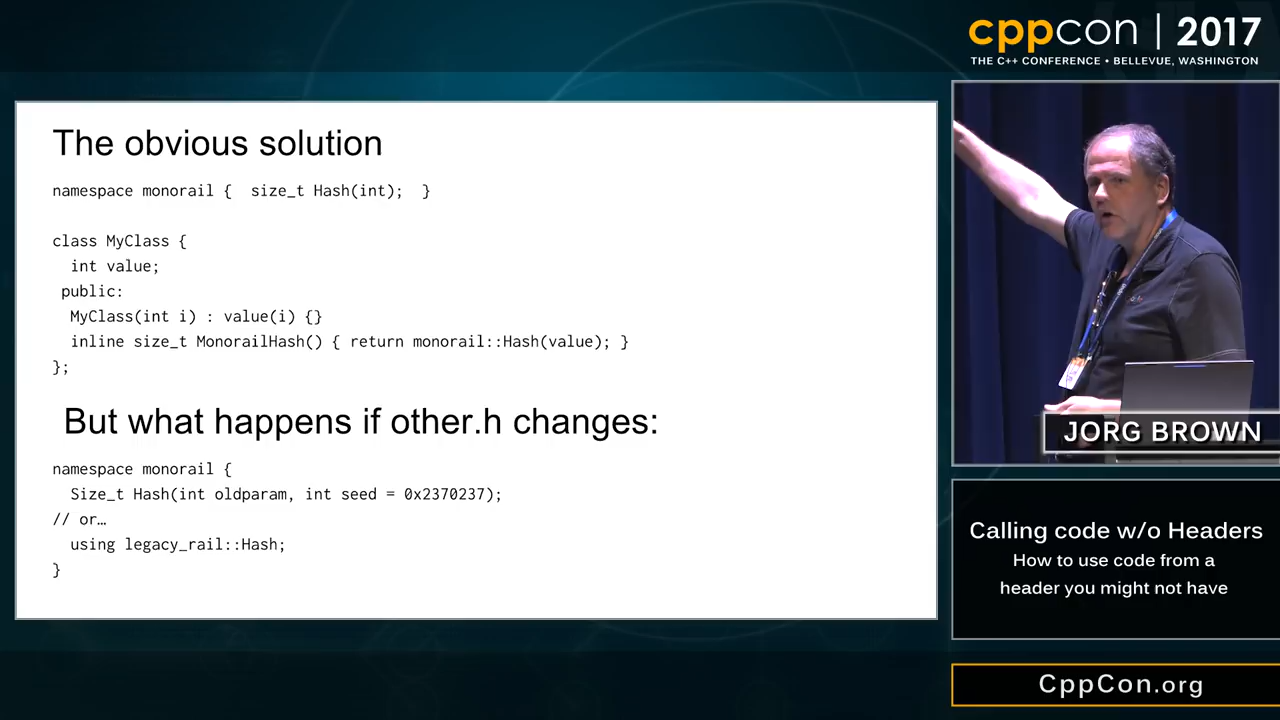 cppcon | 2017
THE C++ CONFERENCE • BELLEVUE, WASHINGTON
The obvious solution
namespace monorail {  size_t Hash(int);  }
class MyClass {
  int value;
 public:
  MyClass(int i) : value(i) {}
  inline size_t MonorailHash() { return monorail::Hash(value); }
};
But what happens if other.h changes:
namespace monorail {
  Size_t Hash(int oldparam, int seed = 0x2370237);
// or…
  using legacy_rail::Hash;
}
JORG BROWN
Calling code w/o Headers
How to use code from a
header you might not have
CppCon.org